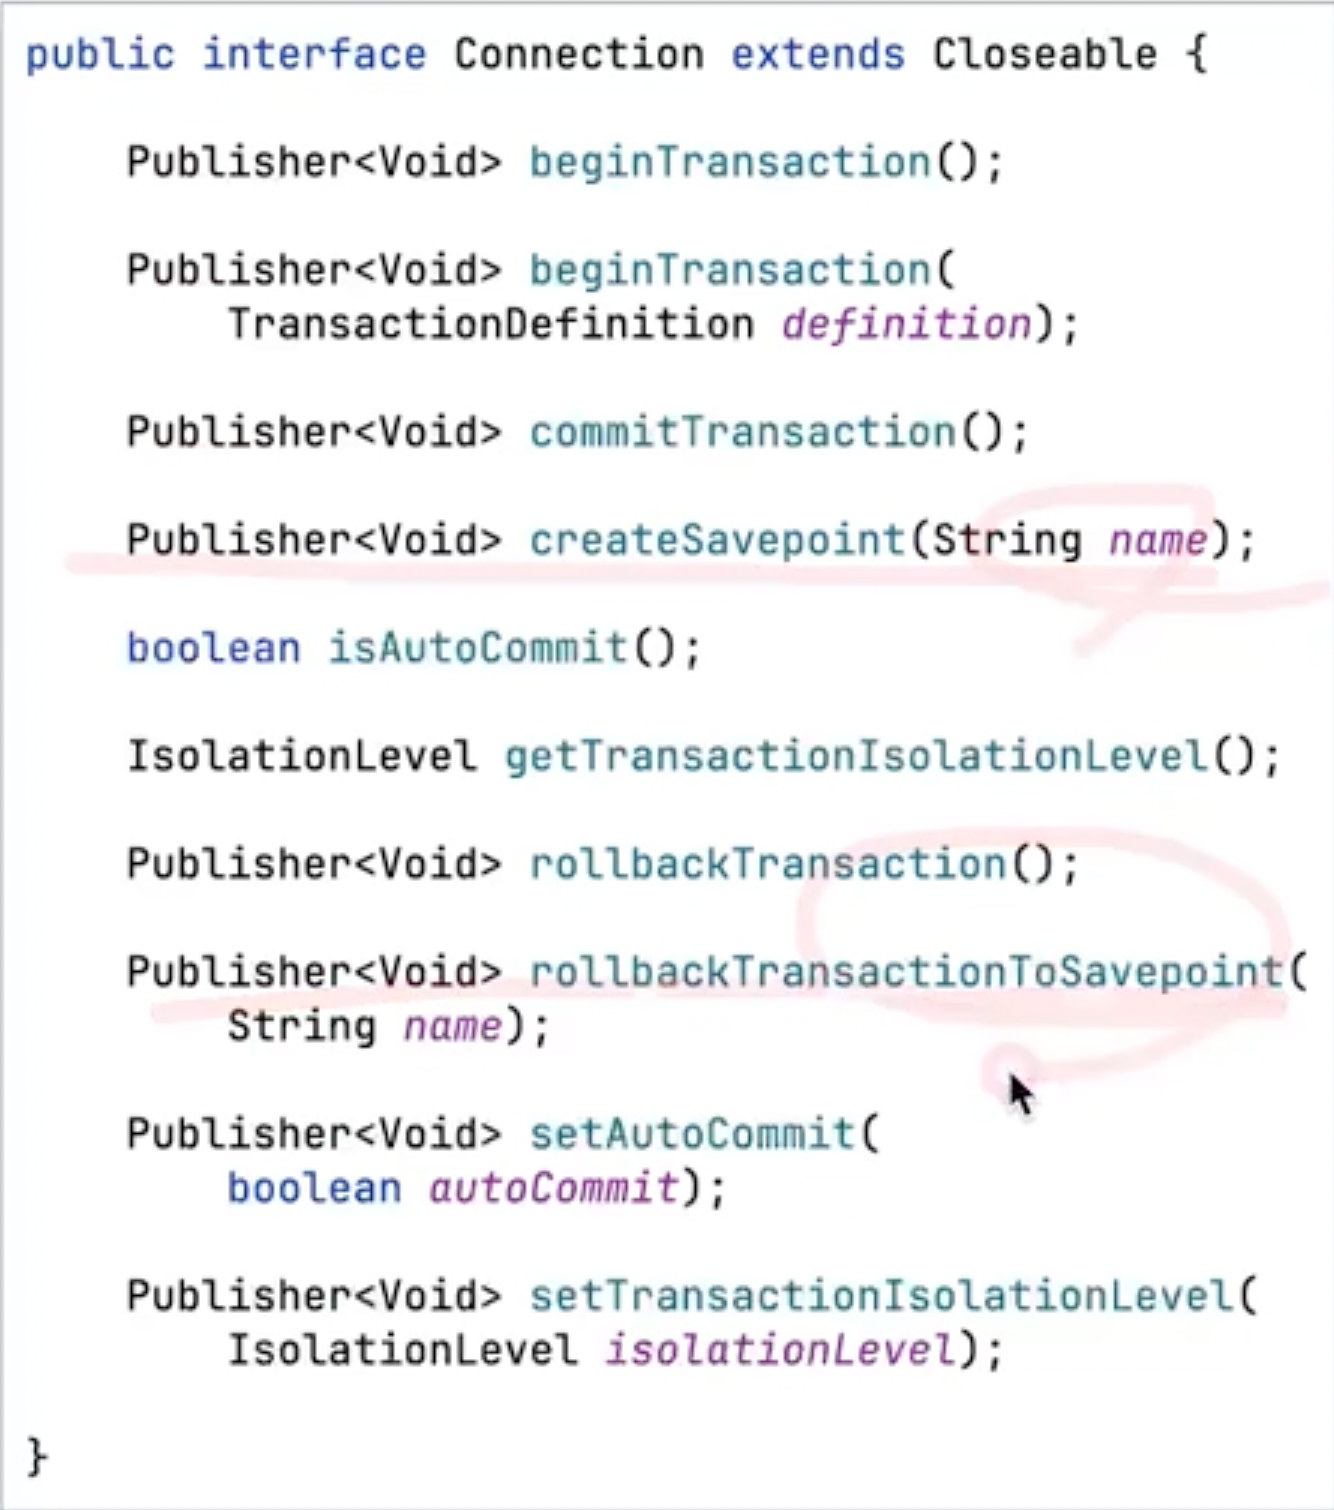 public interface Connection extends Closeable {
Publisher<Void> beginTransaction();
Publisher<Void> beginTransaction(
TransactionDefinition definition);
Publisher<Void> commitTransaction();
Publisher<Void> createSavepoint(String name);
boolean isAutoCommit();
IsolationLevel getTransactionIsolationLevel();
Publisher<Void> rollbackTransaction();
Publisher<Void> rollbackTransactionToSavepoint(
String name);
Publisher<Void> setAutoCommit(
boolean autoCommit);
Publisher<Void> setTransactionIsolationLevel(
IsolationLevel isolationLevel);
}